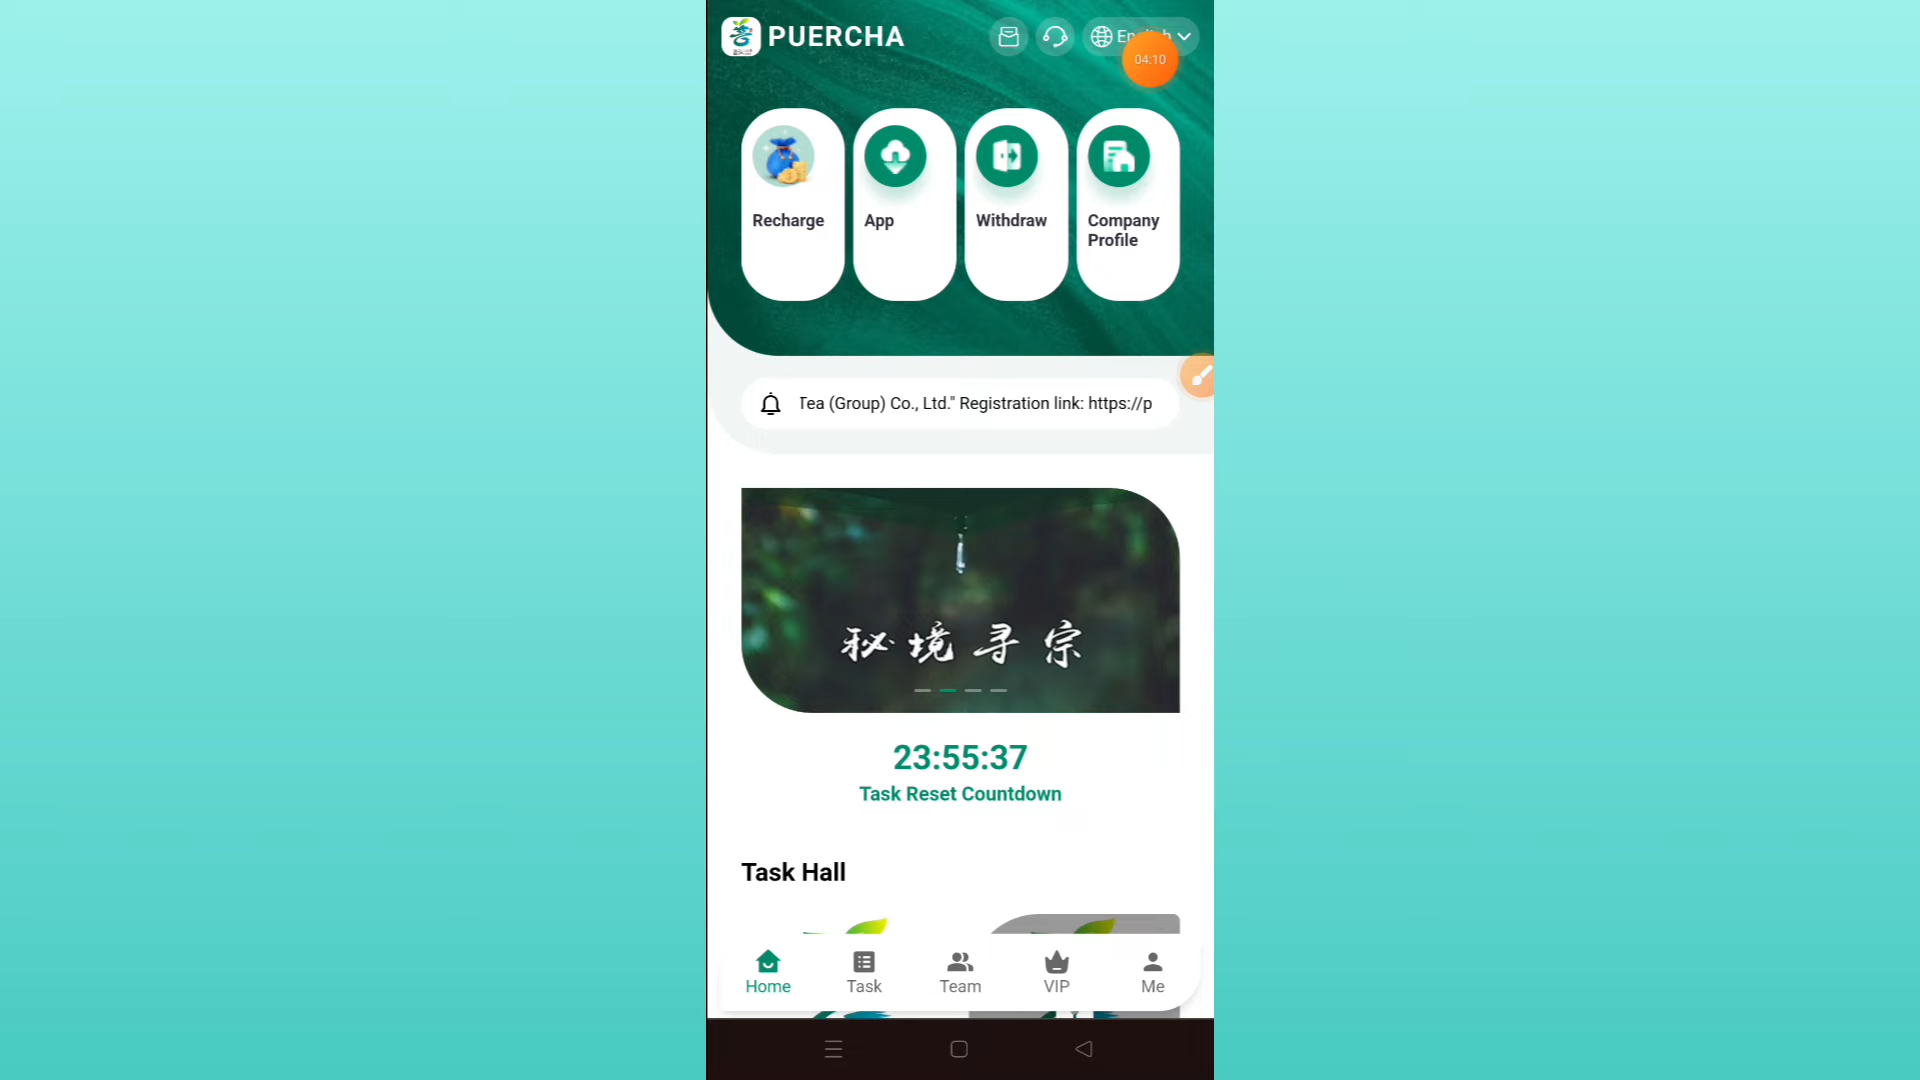 PUERCHA
04:10
Recharge
App
Withdraw
Company
Profile
Tea (Group) Co., Ltd." Registration link: https://p
秘境寻宗
23:55:37
Task Reset Countdown
Task Hall
Home
Task
Team
VIP
Me